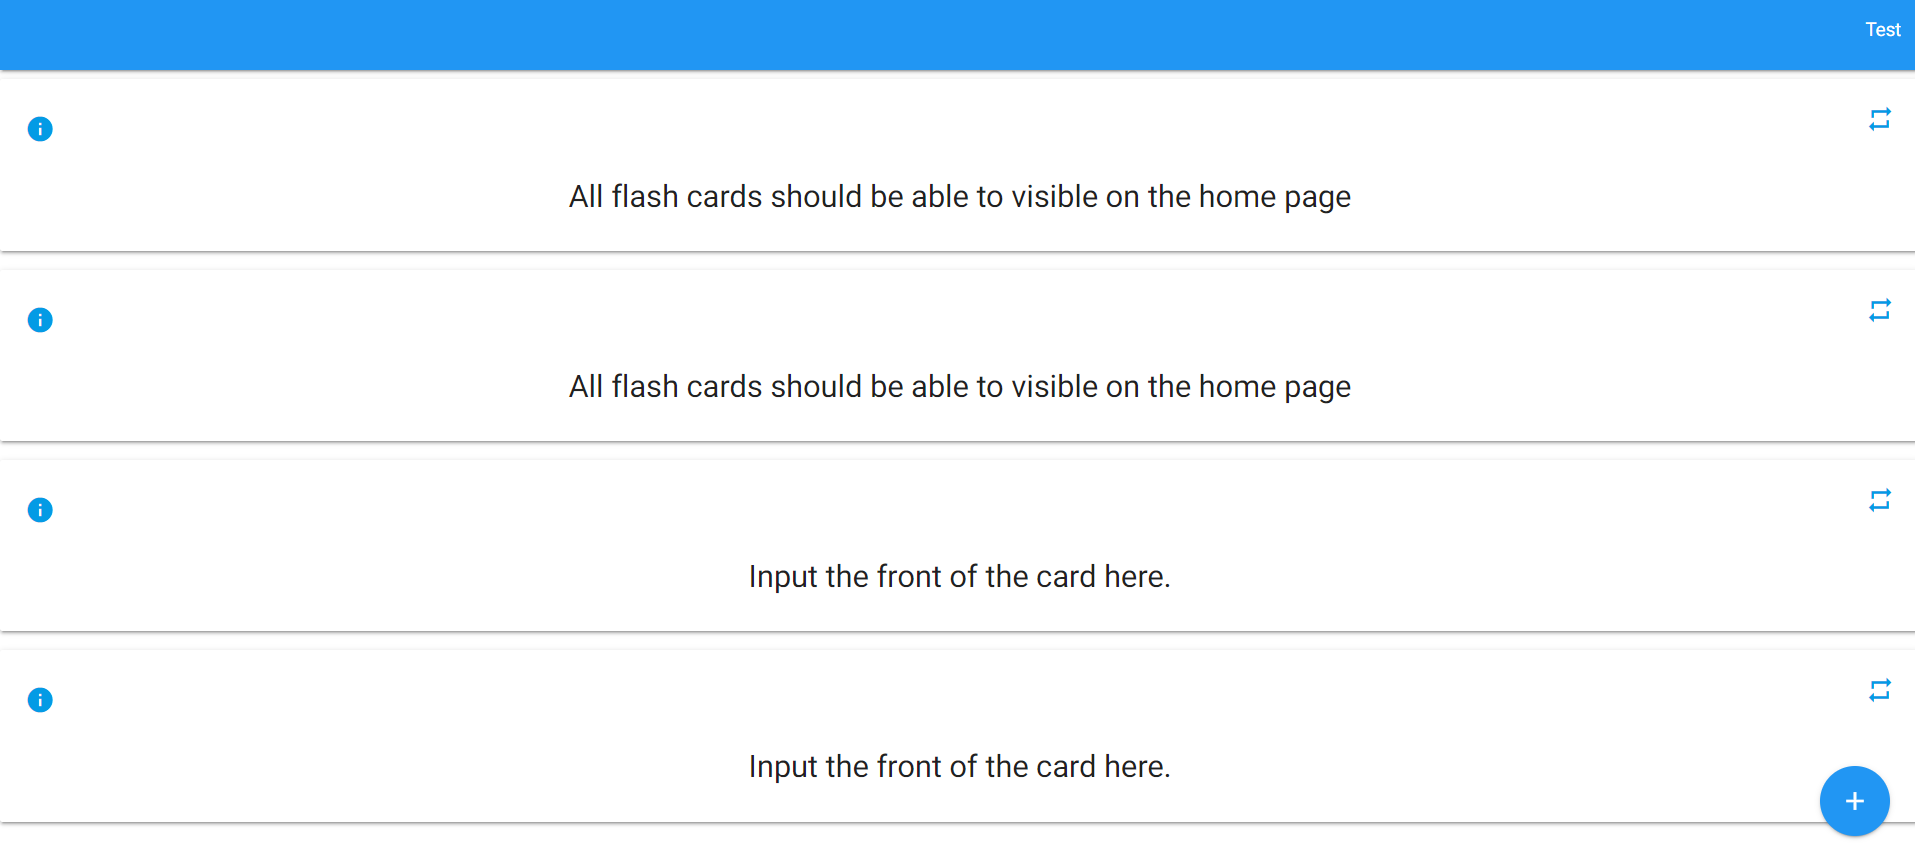 Test
All flash cards should be able to visible on the home page
All flash cards should be able to visible on the home page
Input the front of the card here.
Input the front of the card here.